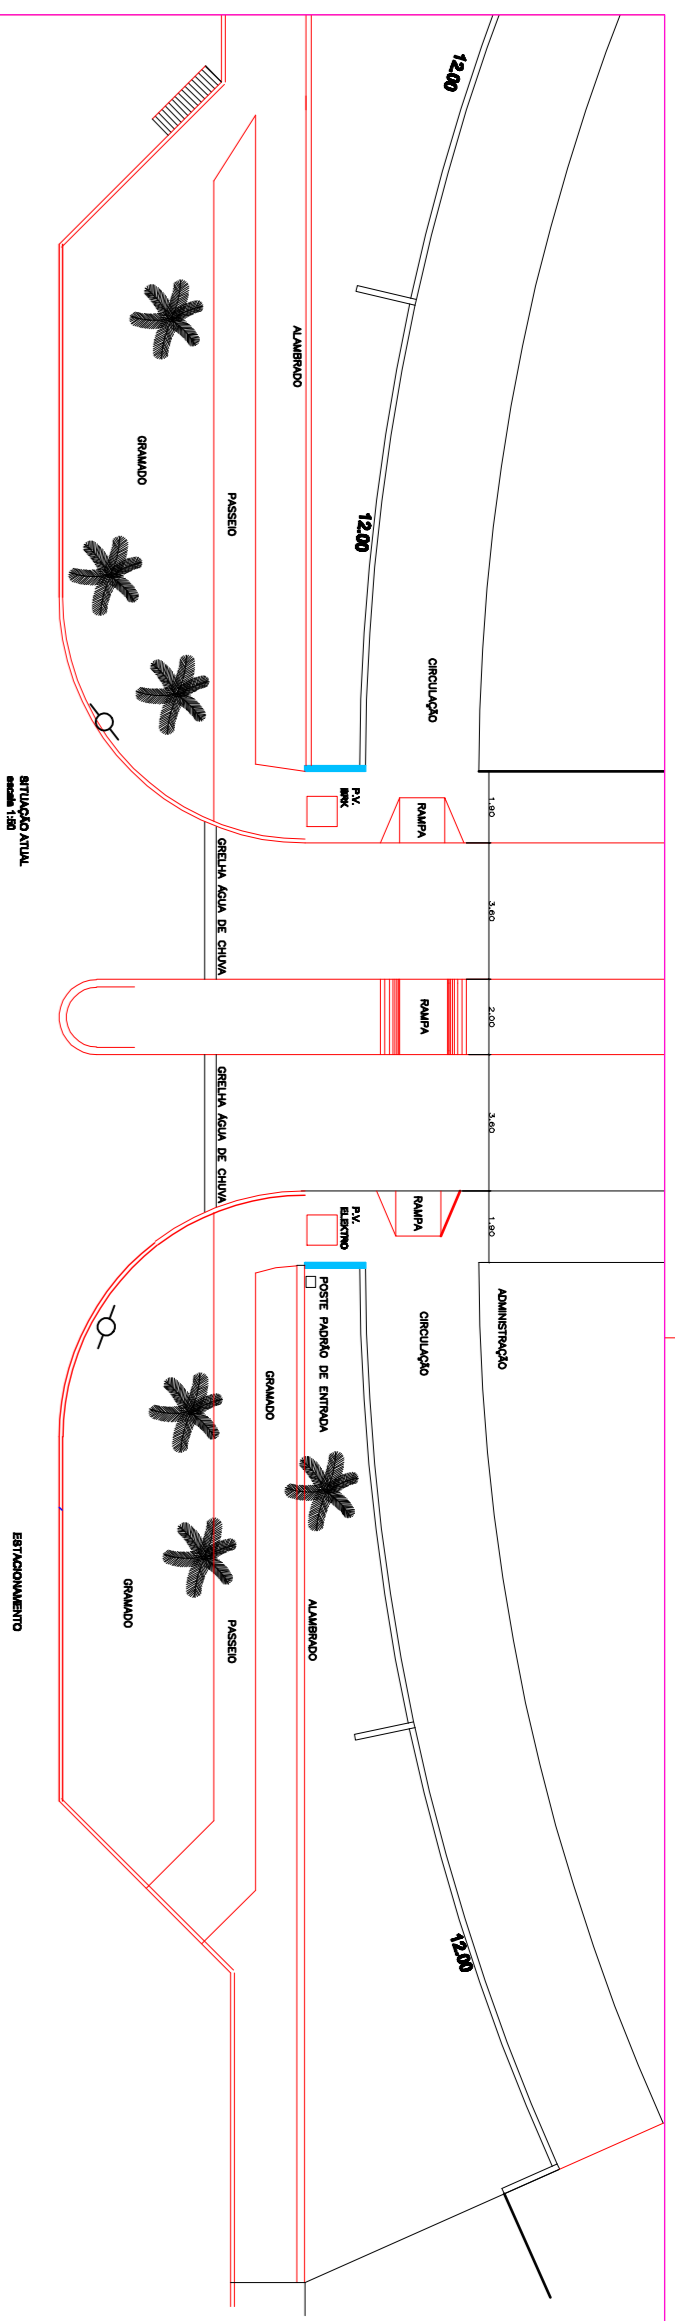 12.00
ALAMBRADO
GRAMADO
PASSEIO
12.00
CIRCULAÇÃO
SITUAÇÃO ATUAL
escala 1:50
P.V.
BRK
RAMPA
1.90
GRELHA ÁGUA DE CHUVA
3.60
RAMPA
2.00
GRELHA ÁGUA DE CHUVA
3.60
RAMPA
1.90
P.V.
ELEKTRO
POSTE PADRÃO DE ENTRADA
CIRCULAÇÃO
ADMINISTRAÇÃO
GRAMADO
ESTACIONAMENTO
GRAMADO
PASSEIO
ALAMBRADO
12.00